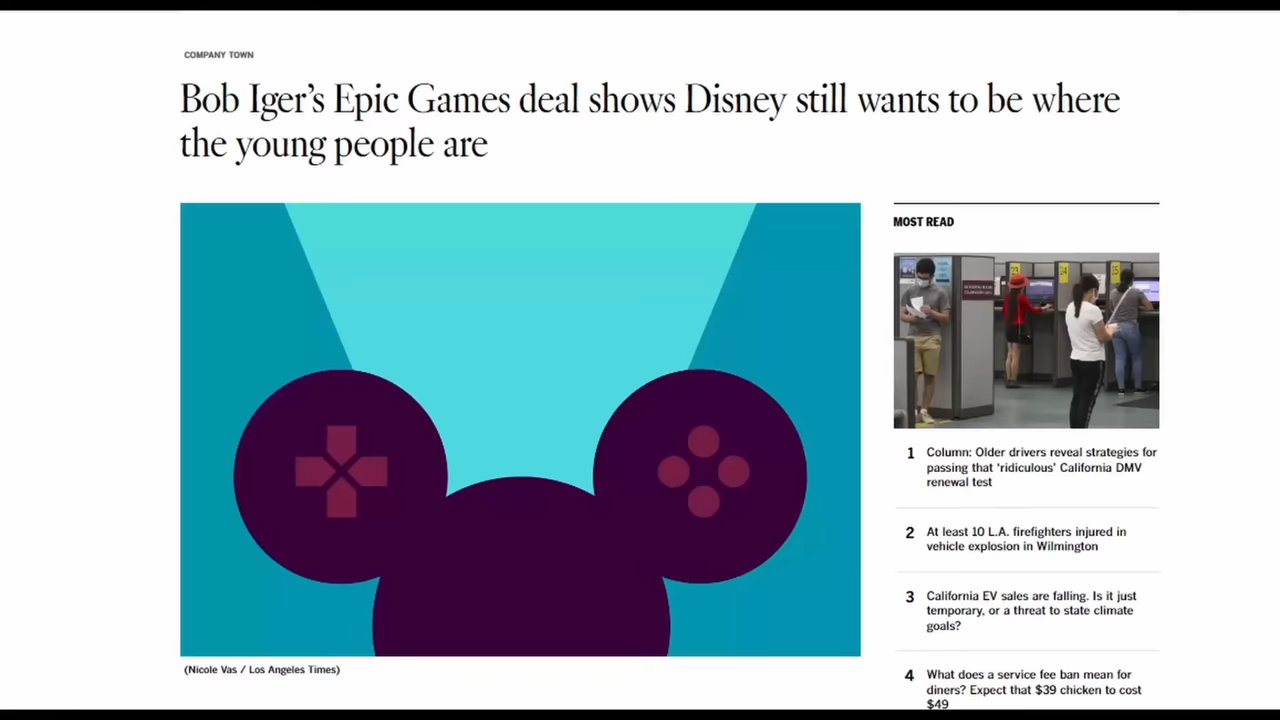 COMPANY TOWN
Bob Iger’s Epic Games deal shows Disney still wants to be where
the young people are
(Nicole Vas / Los Angeles Times)
MOST READ
23
24
25
1 Column: Older drivers reveal strategies for
passing that ‘ridiculous’ California DMV
renewal test
2 At least 10 L.A. firefighters injured in
vehicle explosion in Wilmington
3 California EV sales are falling. Is it just
temporary, or a threat to state climate
goals?
4 What does a service fee ban mean for
diners? Expect that $39 chicken to cost
$49